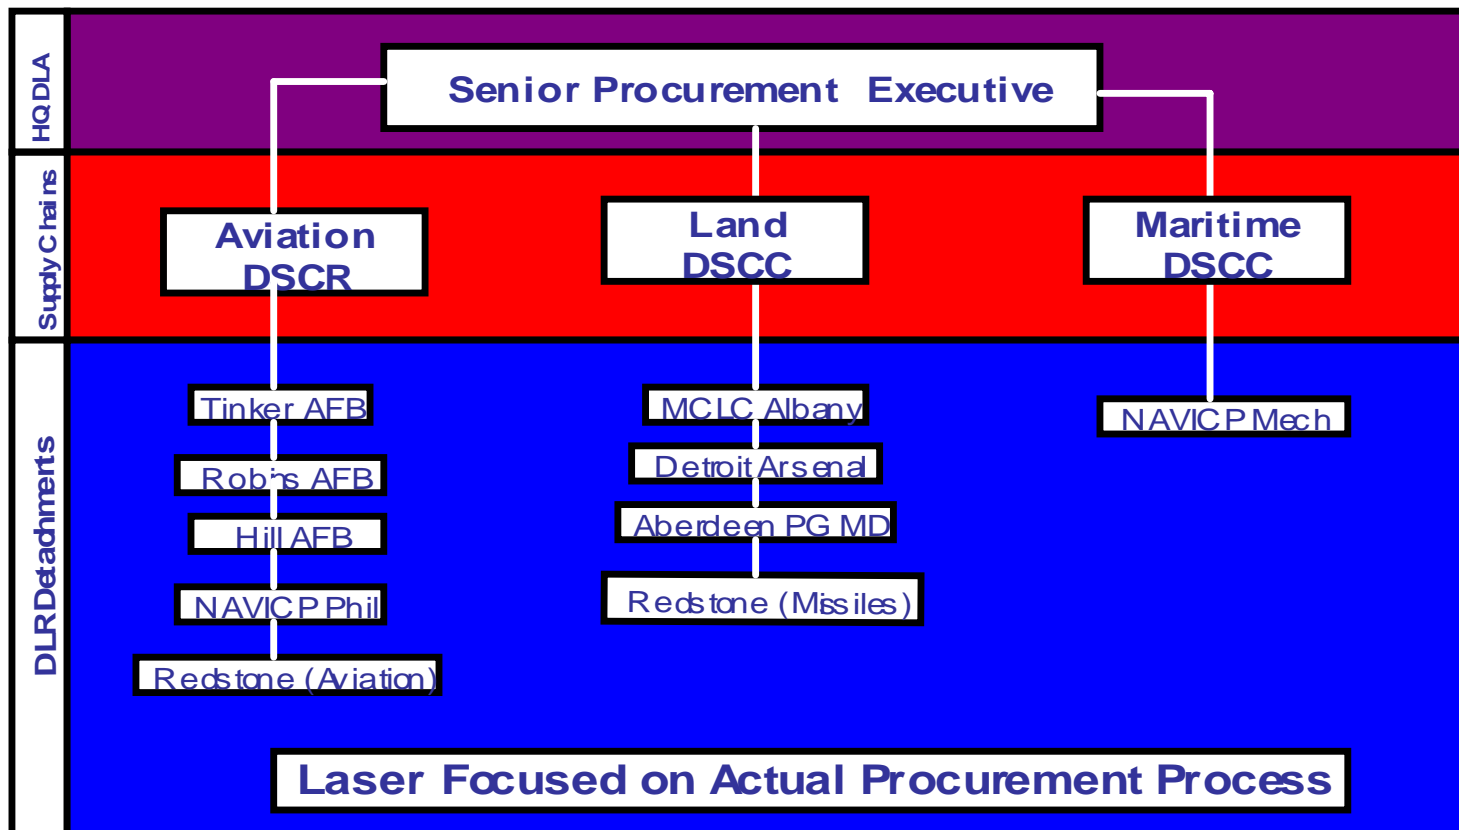 HQ DLA
Senior Procurement Executive
Supply Chains
Aviation
DSCR
Land
DSCC
Maritime
DSCC
DLR Detachments
Tinker AFB
Robins AFB
Hill AFB
NAVICP Phil
Redstone (Aviation)
MCLC Albany
Detroit Arsenal
Aberdeen PG MD
Redstone (Missiles)
NAVICP Mech
Laser Focused on Actual Procurement Process